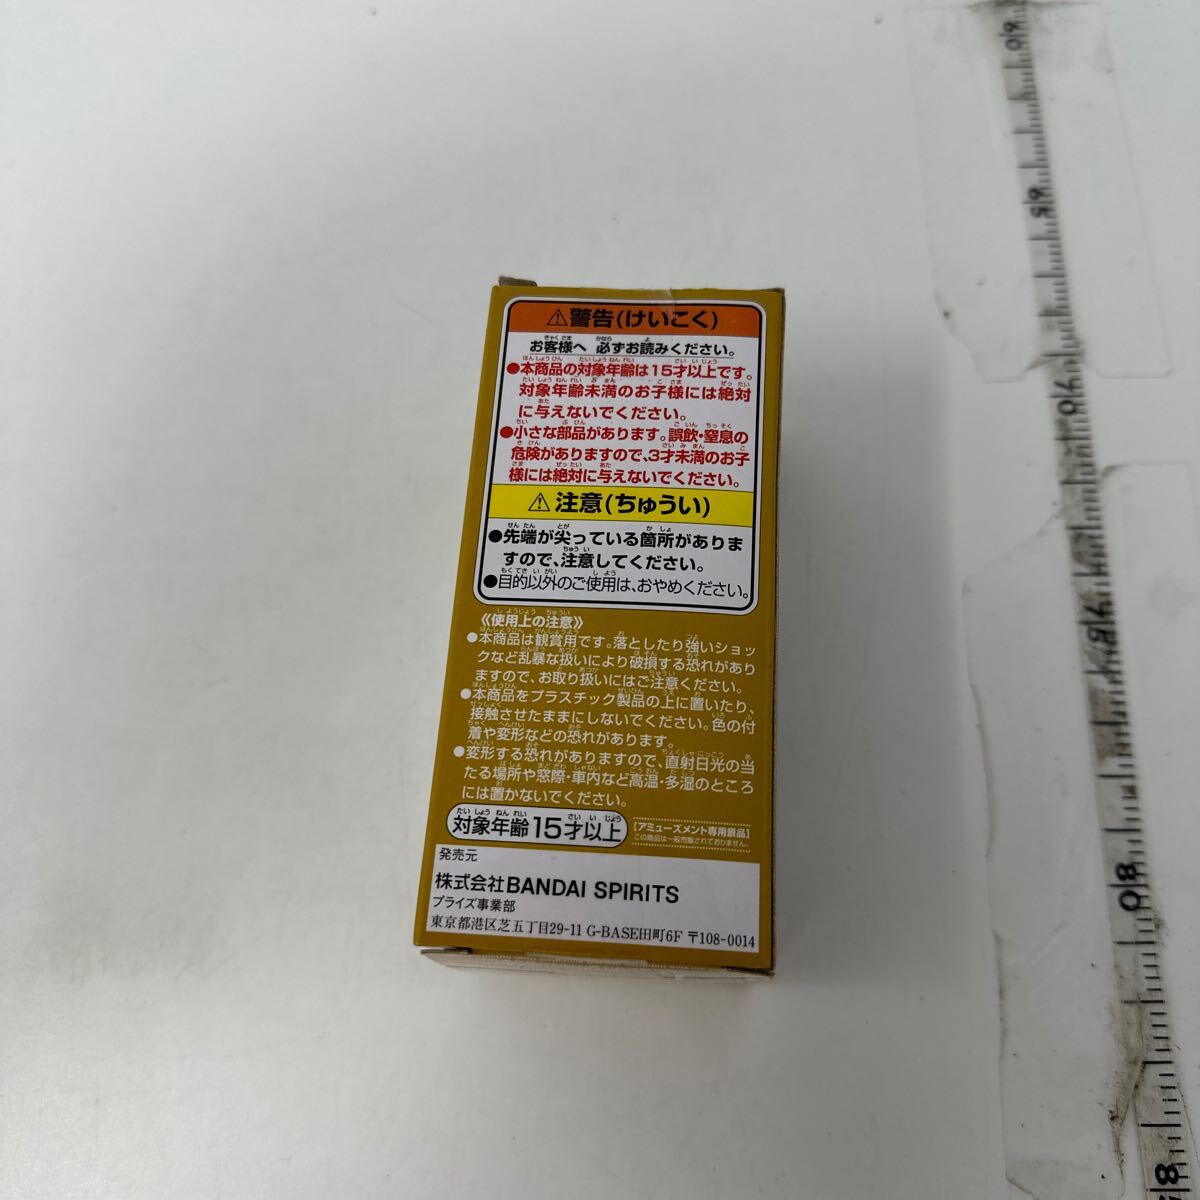 ⚠警告(けいこく)
お客様へ 必ずお読みください。
●本商品の対象年齢は15才以上です。
対象年齢未満のお子様には絶対
に与えないでください。
●小さな部品があります。誤飲・窒息の
危険がありますので、3才未満のお子
様には絶対に与えないでください。
⚠注意(ちゅうい)
●先端が尖っている箇所がありま
すので、注意してください。
●目的以外のご使用は、おやめください。
《使用上の注意》
●本商品は観賞用です。落としたり強いショッ
クなど乱暴な扱いにより破損する恐れがあり
ますので、お取り扱いにはご注意ください。
●本商品をプラスチック製品の上に置いたり、
接触させたままにしないでください。色の付
着や変形などの恐れがあります。
●変形する恐れがありますので、直射日光の当
たる場所や窓際・車内など高温・多湿のところ
には置かないでください。
対象年齢15才以上
【アミューズメント専用景品】
この商品は一般市販されておりません。
発売元
株式会社BANDAI SPIRITS
プライズ事業部
東京都港区芝五丁目29-11 G-BASE田町6F 〒108-0014